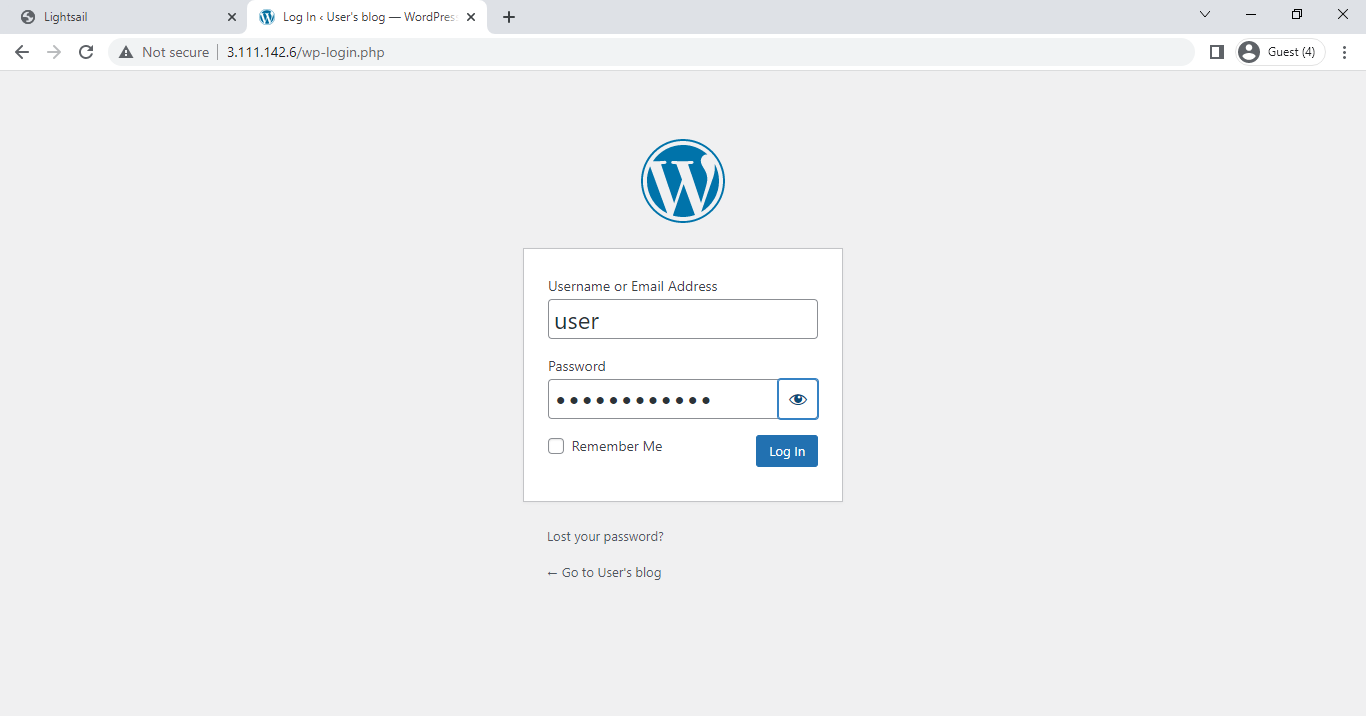 Lightsail
Log In ‹ User's blog — WordPress
Not secure
3.111.142.6/wp-login.php
Guest (4)
Username or Email Address
user
Password
••••••••••••
Remember Me
Log In
Lost your password?
← Go to User's blog